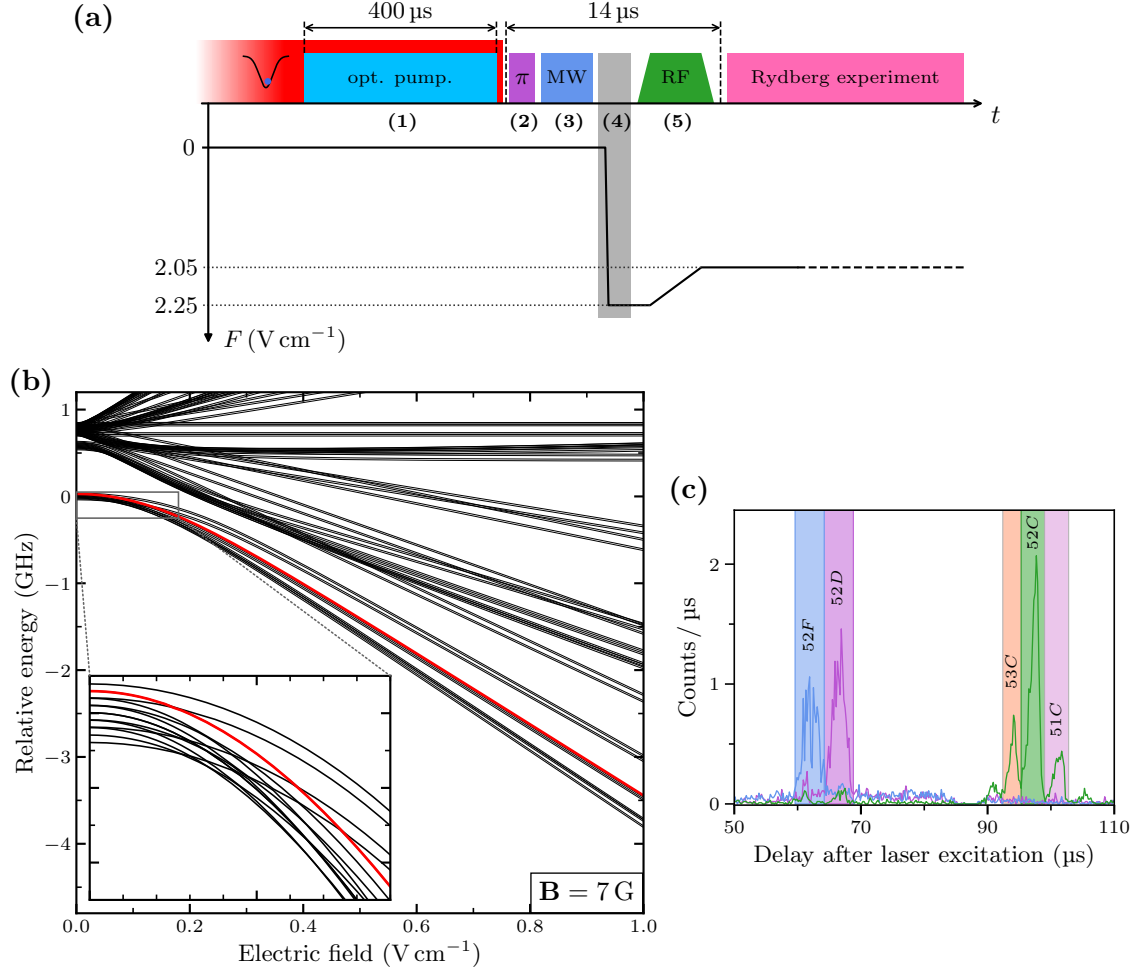 (a)
400 µs
14 µs
opt. pump.
π
MW
RF
Rydberg experiment
(1)
(2)
(3)
(4)
(5)
t
0
2.05
2.25
F (V cm⁻¹)
(b)
1
0
−1
−2
−3
−4
Relative energy (GHz)
B = 7 G
0.0
0.2
0.4
0.6
0.8
1.0
Electric field (V cm⁻¹)
(c)
2
1
0
Counts / µs
52F
52D
53C
52C
51C
50
70
90
110
Delay after laser excitation (µs)